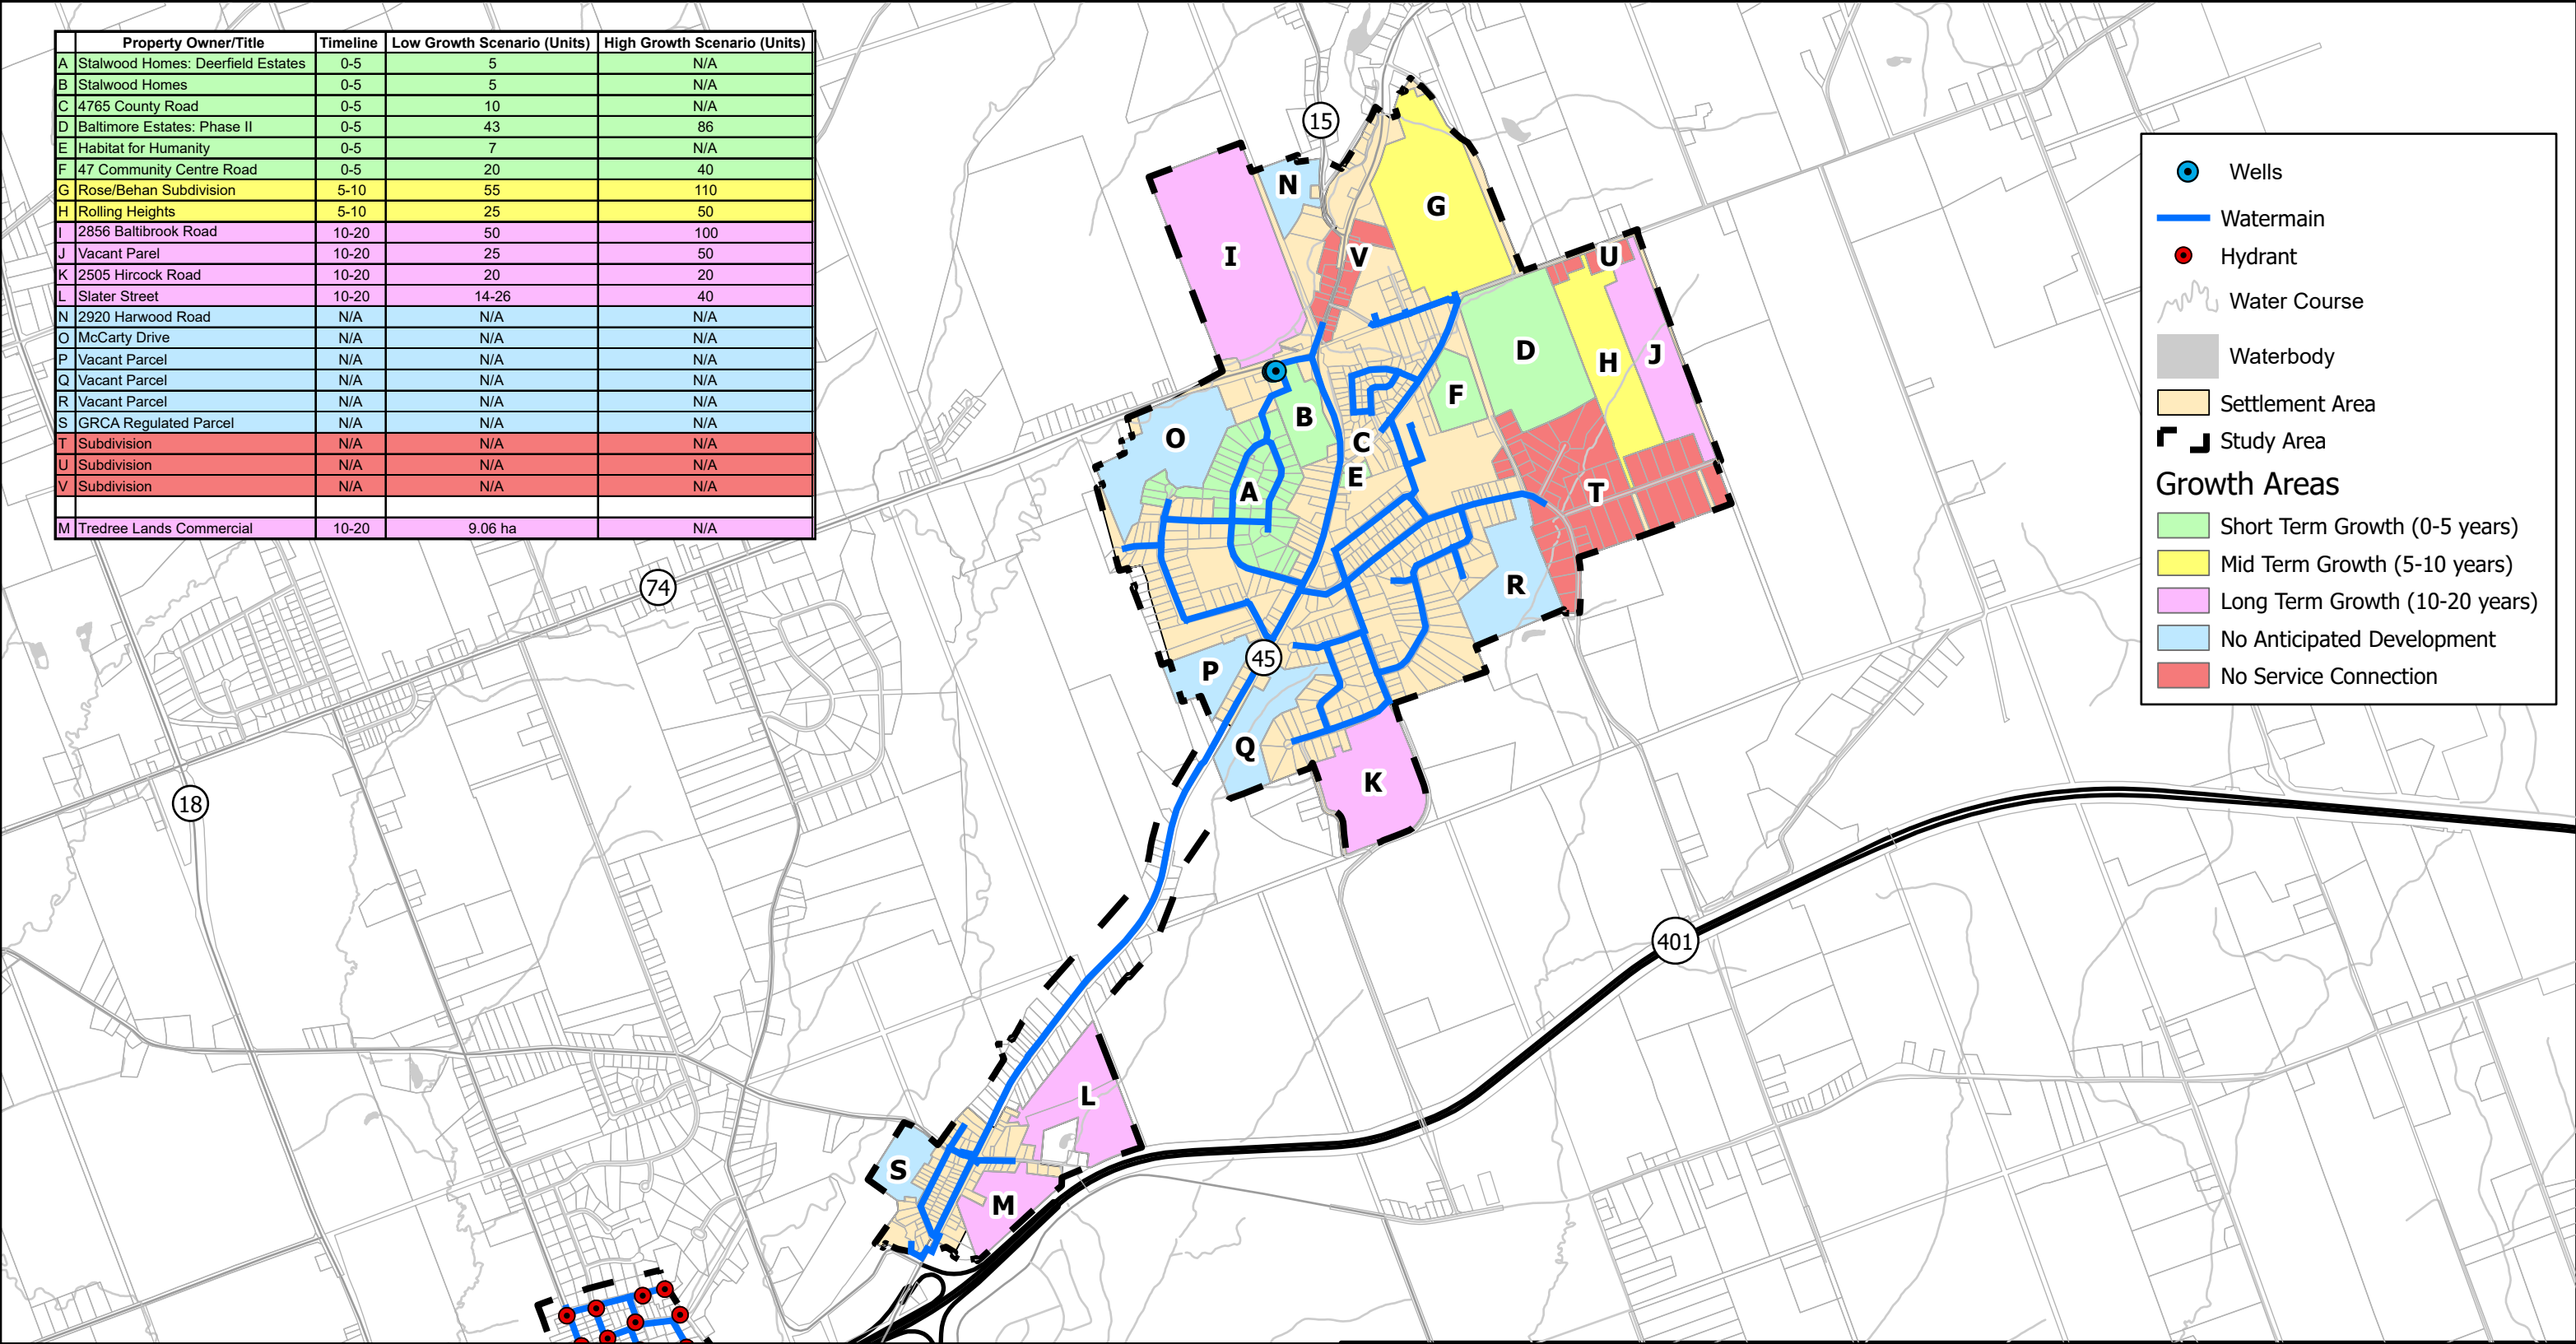 Property Owner/Title Timeline Low Growth Scenario (Units) High Growth Scenario (Units)
A Stalwood Homes: Deerfield Estates 0-5 5 N/A
B Stalwood Homes 0-5 5 N/A
C 4765 County Road 0-5 10 N/A
D Baltimore Estates: Phase II 0-5 43 86
E Habitat for Humanity 0-5 7 N/A
F 47 Community Centre Road 0-5 20 40
G Rose/Behan Subdivision 5-10 55 110
H Rolling Heights 5-10 25 50
I 2856 Baltibrook Road 10-20 50 100
J Vacant Parel 10-20 25 50
K 2505 Hircock Road 10-20 20 20
L Slater Street 10-20 14-26 40
N 2920 Harwood Road N/A N/A N/A
O McCarty Drive N/A N/A N/A
P Vacant Parcel N/A N/A N/A
Q Vacant Parcel N/A N/A N/A
R Vacant Parcel N/A N/A N/A
S GRCA Regulated Parcel N/A N/A N/A
T Subdivision N/A N/A N/A
U Subdivision N/A N/A N/A
V Subdivision N/A N/A N/A
M Tredree Lands Commercial 10-20 9.06 ha N/A
Wells
Watermain
Hydrant
Water Course
Waterbody
Settlement Area
Study Area
Growth Areas
Short Term Growth (0-5 years)
Mid Term Growth (5-10 years)
Long Term Growth (10-20 years)
No Anticipated Development
No Service Connection
15
N
G
I
V
U
D
H
J
F
B
O
C
E
A
T
R
74
45
P
Q
K
18
401
L
S
M